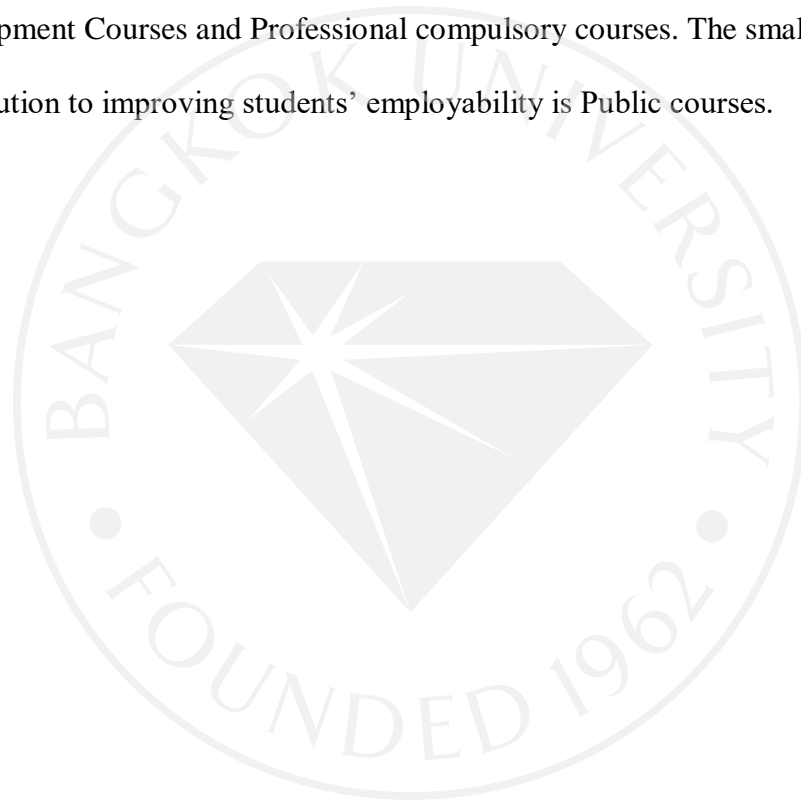 pment Courses and Professional compulsory courses. The smal
ution to improving students’ employability is Public courses.
BANGKOK UNIVERSITY
FOUNDED 1962